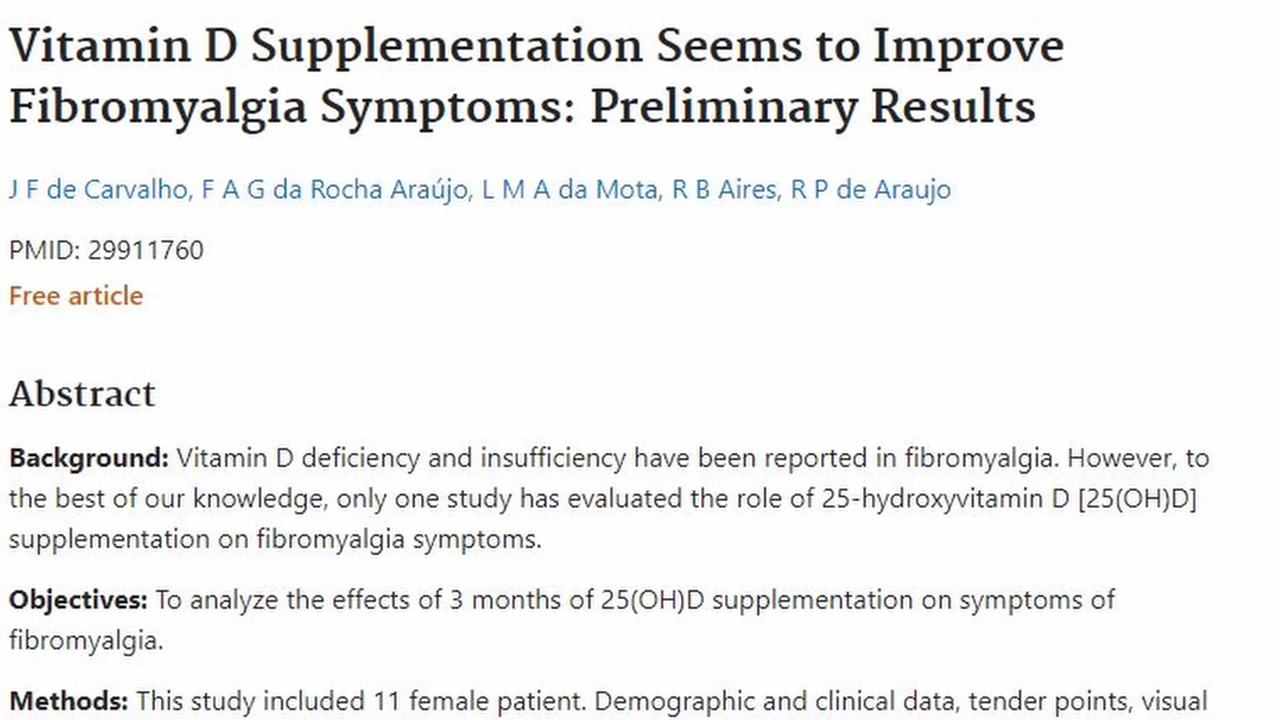 Vitamin D Supplementation Seems to Improve
Fibromyalgia Symptoms: Preliminary Results
J F de Carvalho, F A G da Rocha Araújo, L M A da Mota, R B Aires, R P de Araujo
PMID: 29911760
Free article
Abstract
Background: Vitamin D deficiency and insufficiency have been reported in fibromyalgia. However, to
the best of our knowledge, only one study has evaluated the role of 25-hydroxyvitamin D [25(OH)D]
supplementation on fibromyalgia symptoms.
Objectives: To analyze the effects of 3 months of 25(OH)D supplementation on symptoms of
fibromyalgia.
Methods: This study included 11 female patient. Demographic and clinical data, tender points, visual